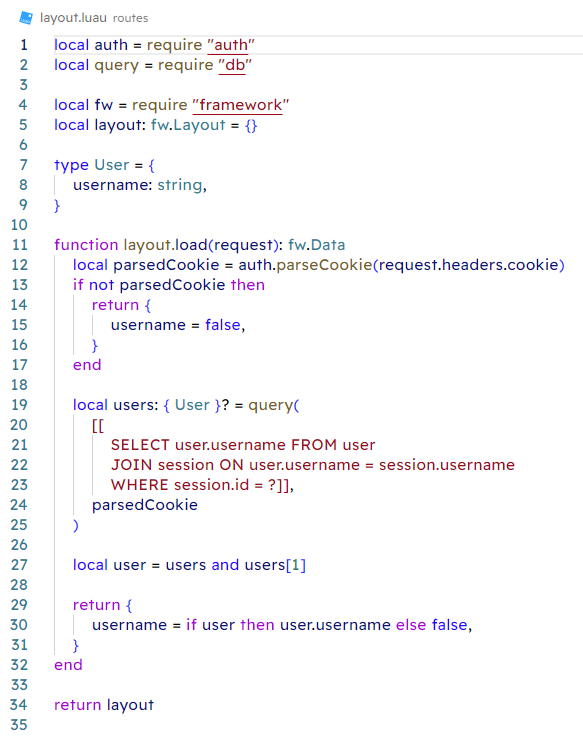 layout.luau routes
1 local auth = require "auth"
2 local query = require "db"
3
4 local fw = require "framework"
5 local layout: fw.Layout = {}
6
7 type User = {
8 username: string,
9 }
10
11 function layout.load(request): fw.Data
12 local parsedCookie = auth.parseCookie(request.headers.cookie)
13 if not parsedCookie then
14 return {
15 username = false,
16 }
17 end
18
19 local users: { User }? = query(
20 [[
21 SELECT user.username FROM user
22 JOIN session ON user.username = session.username
23 WHERE session.id = ?]],
24 parsedCookie
25 )
26
27 local user = users and users[1]
28
29 return {
30 username = if user then user.username else false,
31 }
32 end
33
34 return layout
35